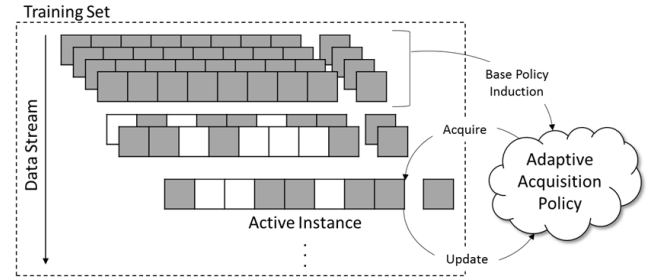 Training Set
Data Stream
Base Policy
Induction
Acquire
Adaptive
Acquisition
Policy
Active Instance
Update